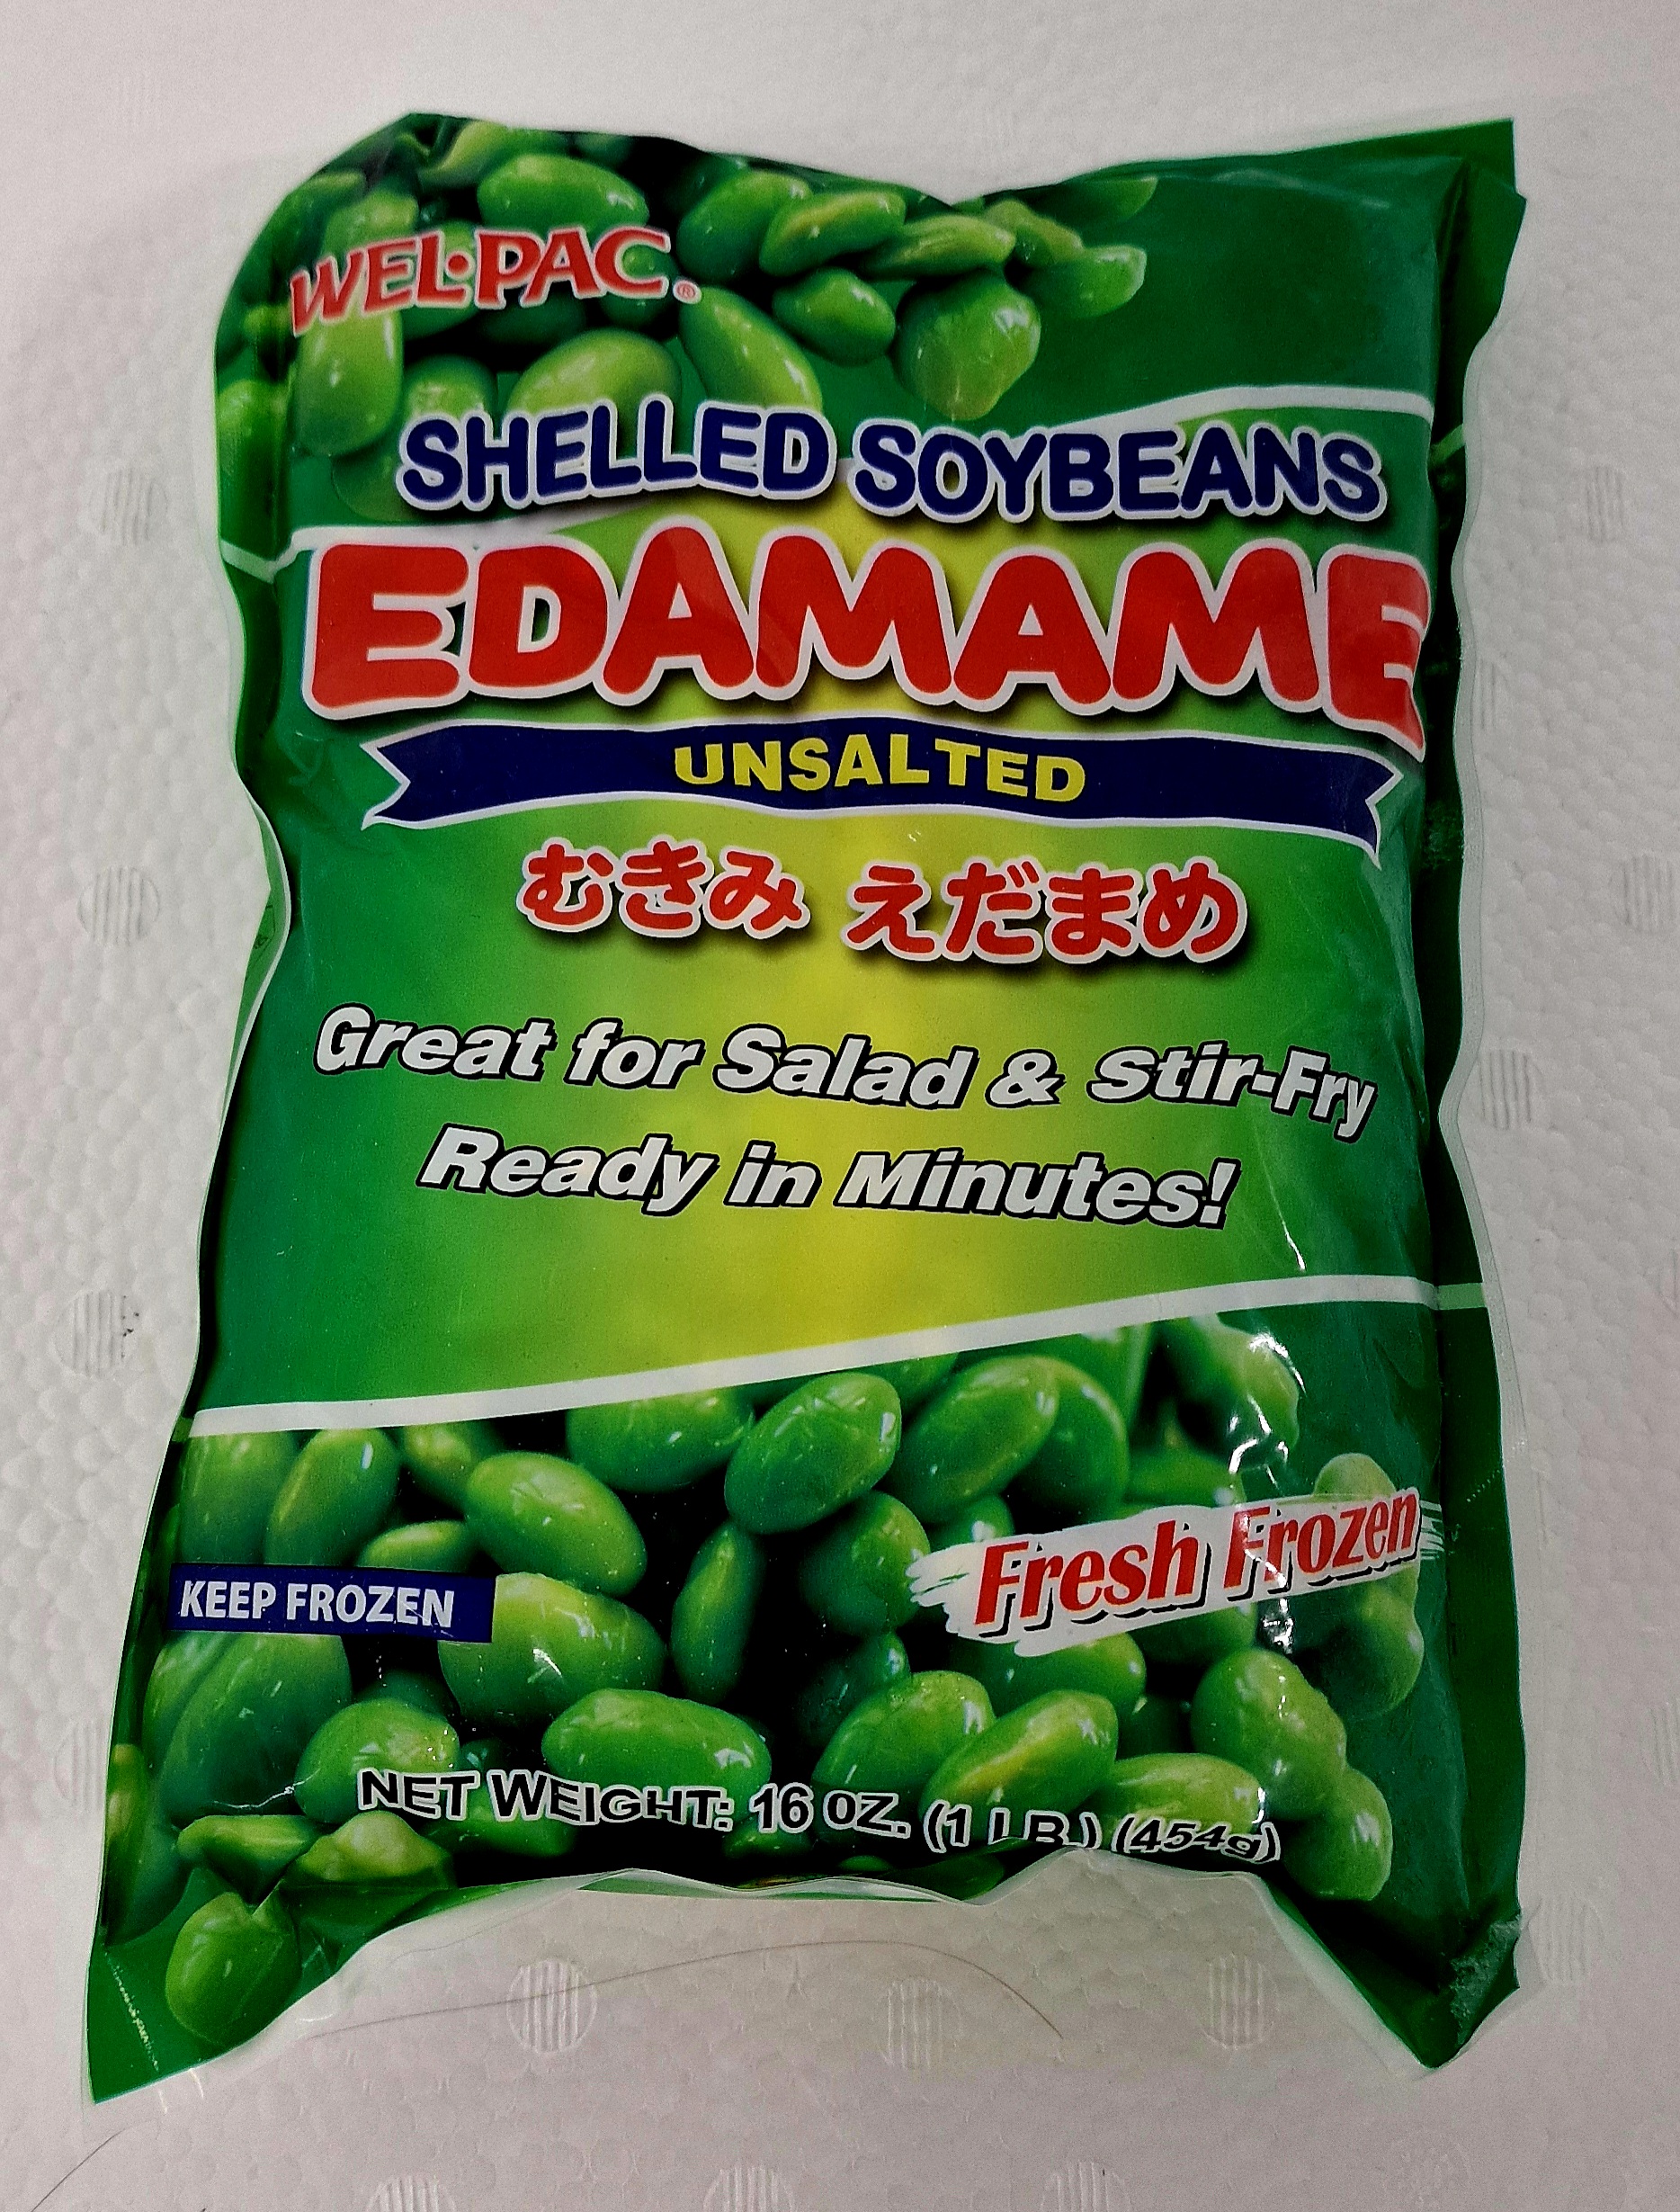 WEL·PAC®
SHELLED SOYBEANS
EDAMAME
UNSALTED
むきみ えだまめ
Great for Salad & Stir-Fry
Ready in Minutes!
Fresh Frozen
KEEP FROZEN
NET WEIGHT: 16 OZ. (1 LB.) (454g)